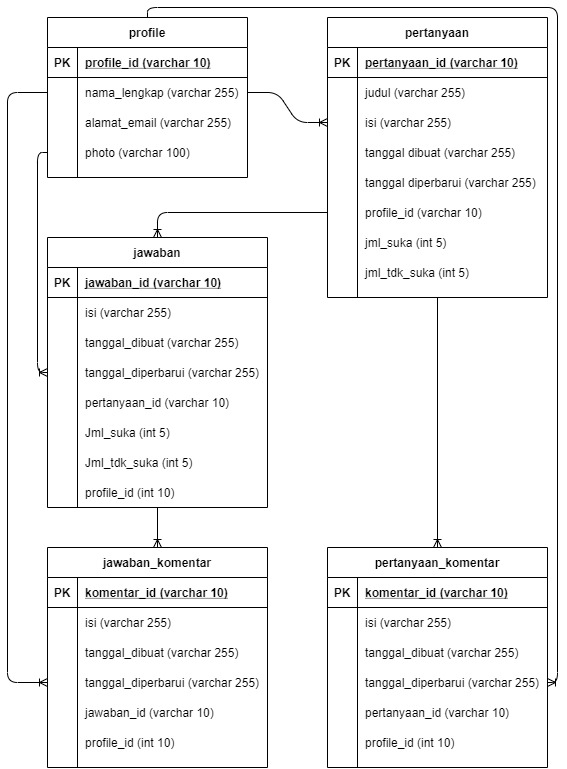 profile
PK profile_id (varchar 10)
nama_lengkap (varchar 255)
alamat_email (varchar 255)
photo (varchar 100)
pertanyaan
PK pertanyaan_id (varchar 10)
judul (varchar 255)
isi (varchar 255)
tanggal dibuat (varchar 255)
tanggal diperbarui (varchar 255)
profile_id (varchar 10)
jml_suka (int 5)
jml_tdk_suka (int 5)
jawaban
PK jawaban_id (varchar 10)
isi (varchar 255)
tanggal_dibuat (varchar 255)
tanggal_diperbarui (varchar 255)
pertanyaan_id (varchar 10)
Jml_suka (int 5)
Jml_tdk_suka (int 5)
profile_id (int 10)
jawaban_komentar
PK komentar_id (varchar 10)
isi (varchar 255)
tanggal_dibuat (varchar 255)
tanggal_diperbarui (varchar 255)
jawaban_id (varchar 10)
profile_id (int 10)
pertanyaan_komentar
PK komentar_id (varchar 10)
isi (varchar 255)
tanggal_dibuat (varchar 255)
tanggal_diperbarui (varchar 255)
pertanyaan_id (varchar 10)
profile_id (int 10)